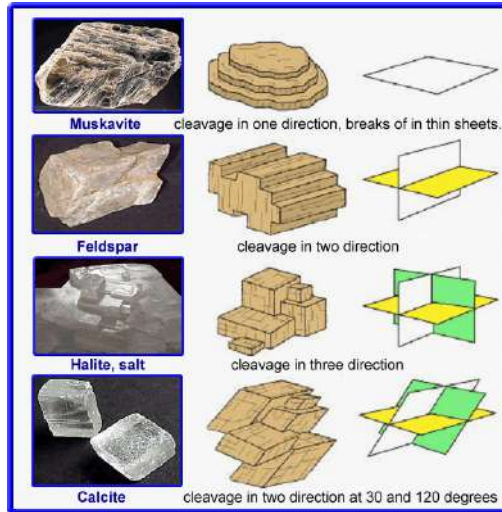 Muskavite
cleavage in one direction, breaks of in thin sheets.
Feldspar
cleavage in two direction
Halite, salt
cleavage in three direction
Calcite
cleavage in two direction at 30 and 120 degrees